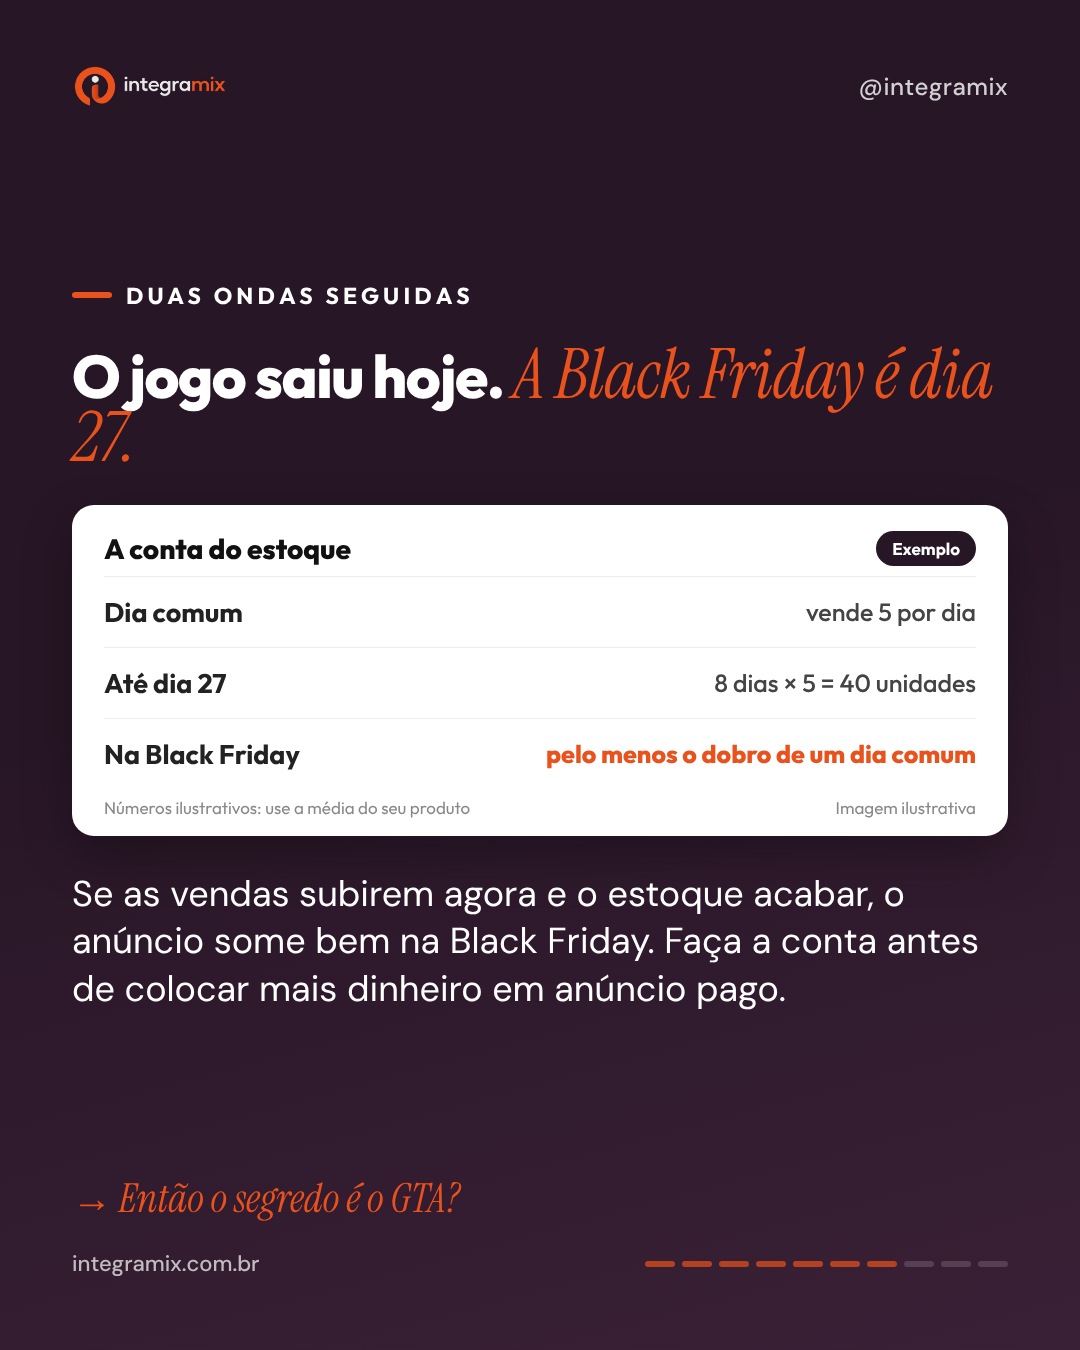 integramix
@integramix
DUAS ONDAS SEGUIDAS
O jogo saiu hoje. A Black Friday é dia
27.
A conta do estoque
Exemplo
Dia comum
vende 5 por dia
Até dia 27
8 dias × 5 = 40 unidades
Na Black Friday
pelo menos o dobro de um dia comum
Números ilustrativos: use a média do seu produto
Imagem ilustrativa
Se as vendas subirem agora e o estoque acabar, o
anúncio some bem na Black Friday. Faça a conta antes
de colocar mais dinheiro em anúncio pago.
→ Então o segredo é o GTA?
integramix.com.br